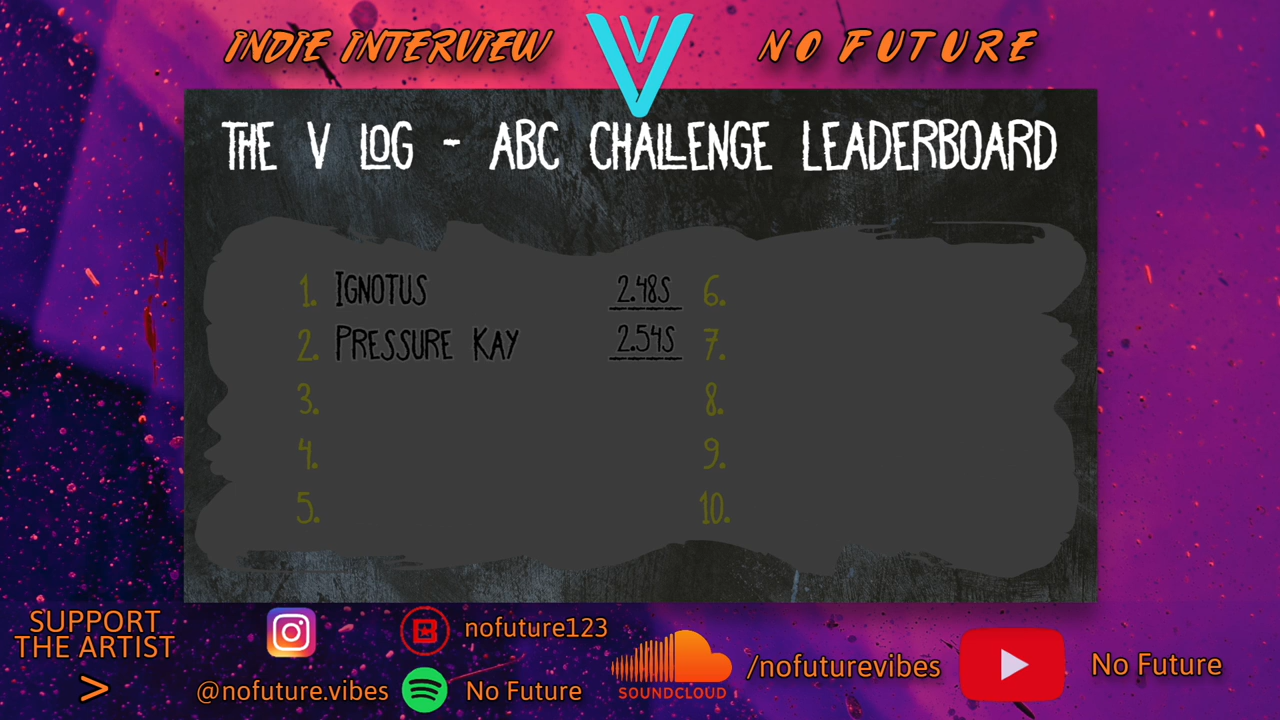 INDIE INTERVIEW
NO FUTURE
THE V LOG - ABC CHALLENGE LEADERBOARD
1. IGNOTUS 2.48S
2. PRESSURE KAY 2.54S
3.
4.
5.
6.
7.
8.
9.
10.
SUPPORT
THE ARTIST
>
@nofuture.vibes
nofuture123
No Future
SOUNDCLOUD
/nofuturevibes
No Future